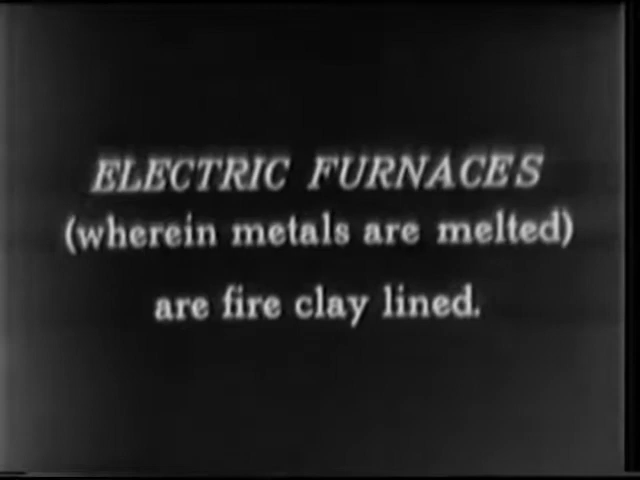 ELECTRIC FURNACES
(wherein metals are melted)
are fire clay lined.